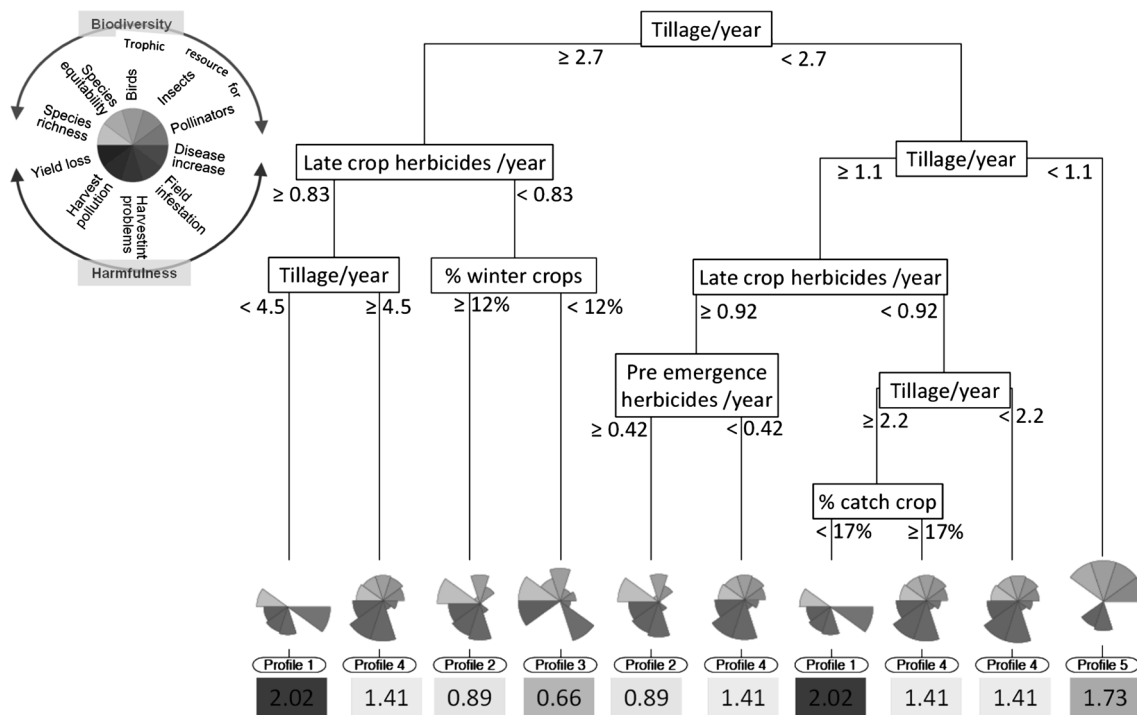 Biodiversity
Trophic resource for
Birds
Insects
Pollinators
Species
equitability
Species
richness
Disease
increase
Field
infestation
Harvestint
problems
Harvest
pollution
Yield loss
Harmfulness
Tillage/year
≥ 2.7
< 2.7
Late crop herbicides /year
≥ 0.83
< 0.83
Tillage/year
≥ 1.1
< 1.1
Tillage/year
< 4.5
≥ 4.5
% winter crops
≥ 12%
< 12%
Late crop herbicides /year
≥ 0.92
< 0.92
Pre emergence
herbicides /year
≥ 0.42
< 0.42
Tillage/year
≥ 2.2
< 2.2
% catch crop
< 17%
≥ 17%
Profile 1
Profile 4
Profile 2
Profile 3
Profile 2
Profile 4
Profile 1
Profile 4
Profile 4
Profile 5
2.02
1.41
0.89
0.66
0.89
1.41
2.02
1.41
1.41
1.73